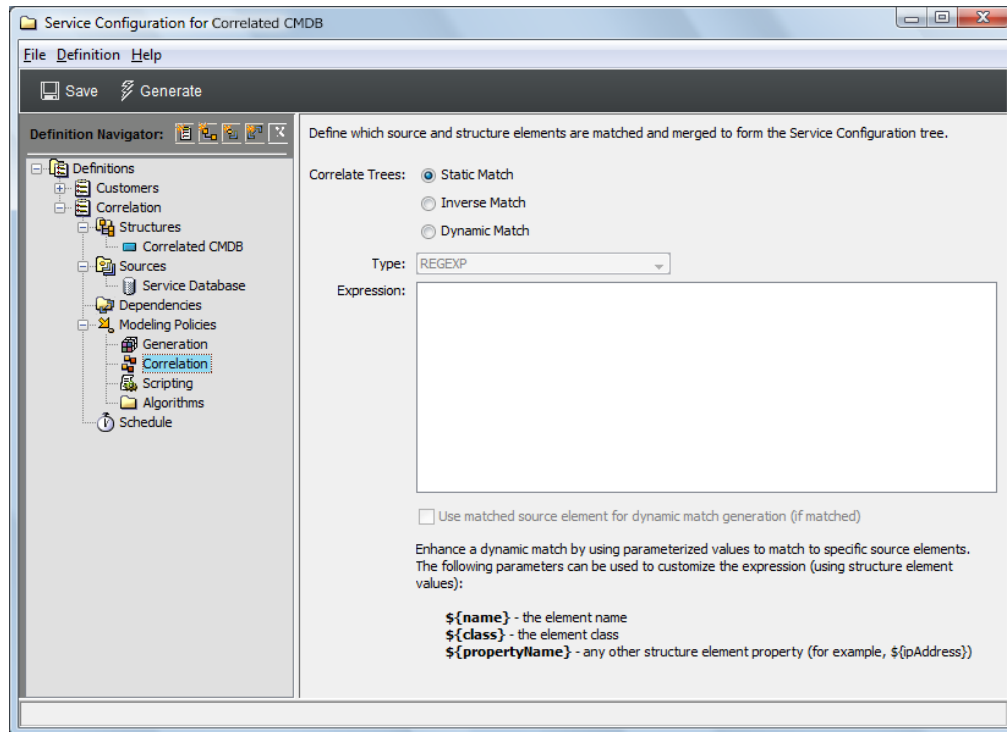 Service Configuration for Correlated CMDB
File Definition Help
Save Generate
Definition Navigator:
Definitions
Customers
Correlation
Structures
Correlated CMDB
Sources
Service Database
Dependencies
Modeling Policies
Generation
Correlation
Scripting
Algorithms
Schedule
Define which source and structure elements are matched and merged to form the Service Configuration tree.
Correlate Trees: Static Match
Inverse Match
Dynamic Match
Type: REGEXP
Expression:
Use matched source element for dynamic match generation (if matched)
Enhance a dynamic match by using parameterized values to match to specific source elements.
The following parameters can be used to customize the expression (using structure element
values):
${name} - the element name
${class} - the element class
${propertyName} - any other structure element property (for example, ${ipAddress})